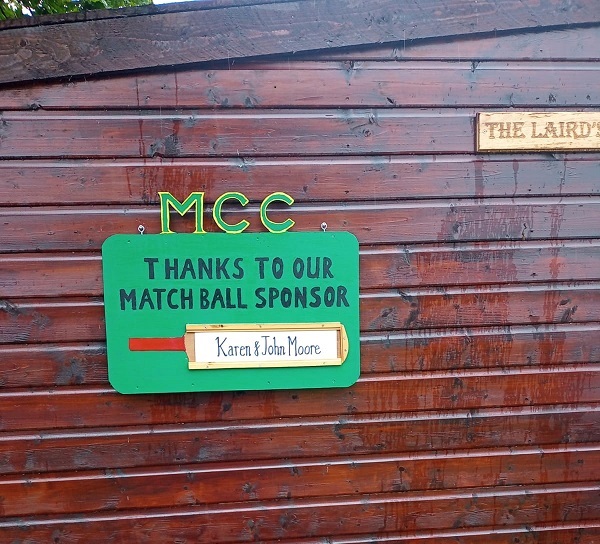 MCC
THANKS TO OUR
MATCH BALL SPONSOR
Karen & John Moore
THE LAIRD'S